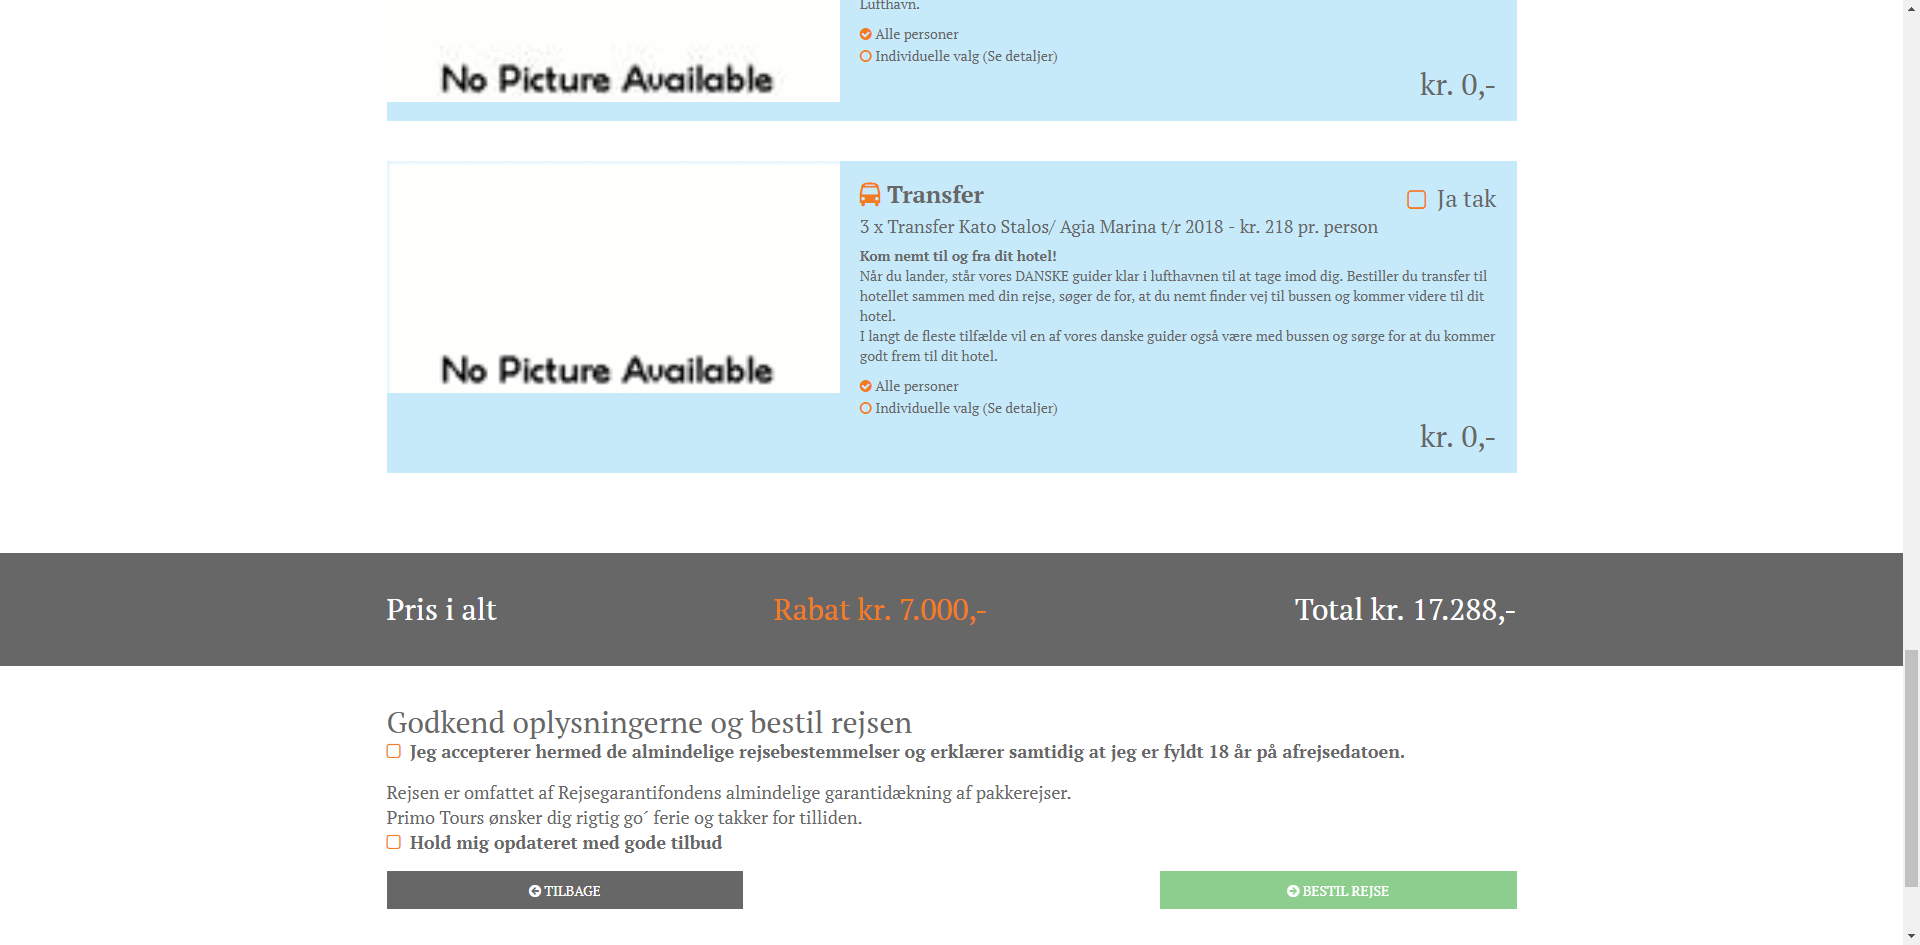 Lufthavn.
Alle personer
Individuelle valg (Se detaljer)
No Picture Available
kr. 0,-
Transfer
Ja tak
3 x Transfer Kato Stalos/ Agia Marina t/r 2018 - kr. 218 pr. person
Kom nemt til og fra dit hotel!
Når du lander, står vores DANSKE guider klar i lufthavnen til at tage imod dig. Bestiller du transfer til
hotellet sammen med din rejse, søger de for, at du nemt finder vej til bussen og kommer videre til dit
hotel.
I langt de fleste tilfælde vil en af vores danske guider også være med bussen og sørge for at du kommer
godt frem til dit hotel.
No Picture Available
Alle personer
Individuelle valg (Se detaljer)
kr. 0,-
Pris i alt
Rabat kr. 7.000,-
Total kr. 17.288,-
Godkend oplysningerne og bestil rejsen
Jeg accepterer hermed de almindelige rejsebestemmelser og erklærer samtidig at jeg er fyldt 18 år på afrejsedatoen.
Rejsen er omfattet af Rejsegarantifondens almindelige garantidækning af pakkerejser.
Primo Tours ønsker dig rigtig go´ ferie og takker for tilliden.
Hold mig opdateret med gode tilbud
TILBAGE
BESTIL REJSE